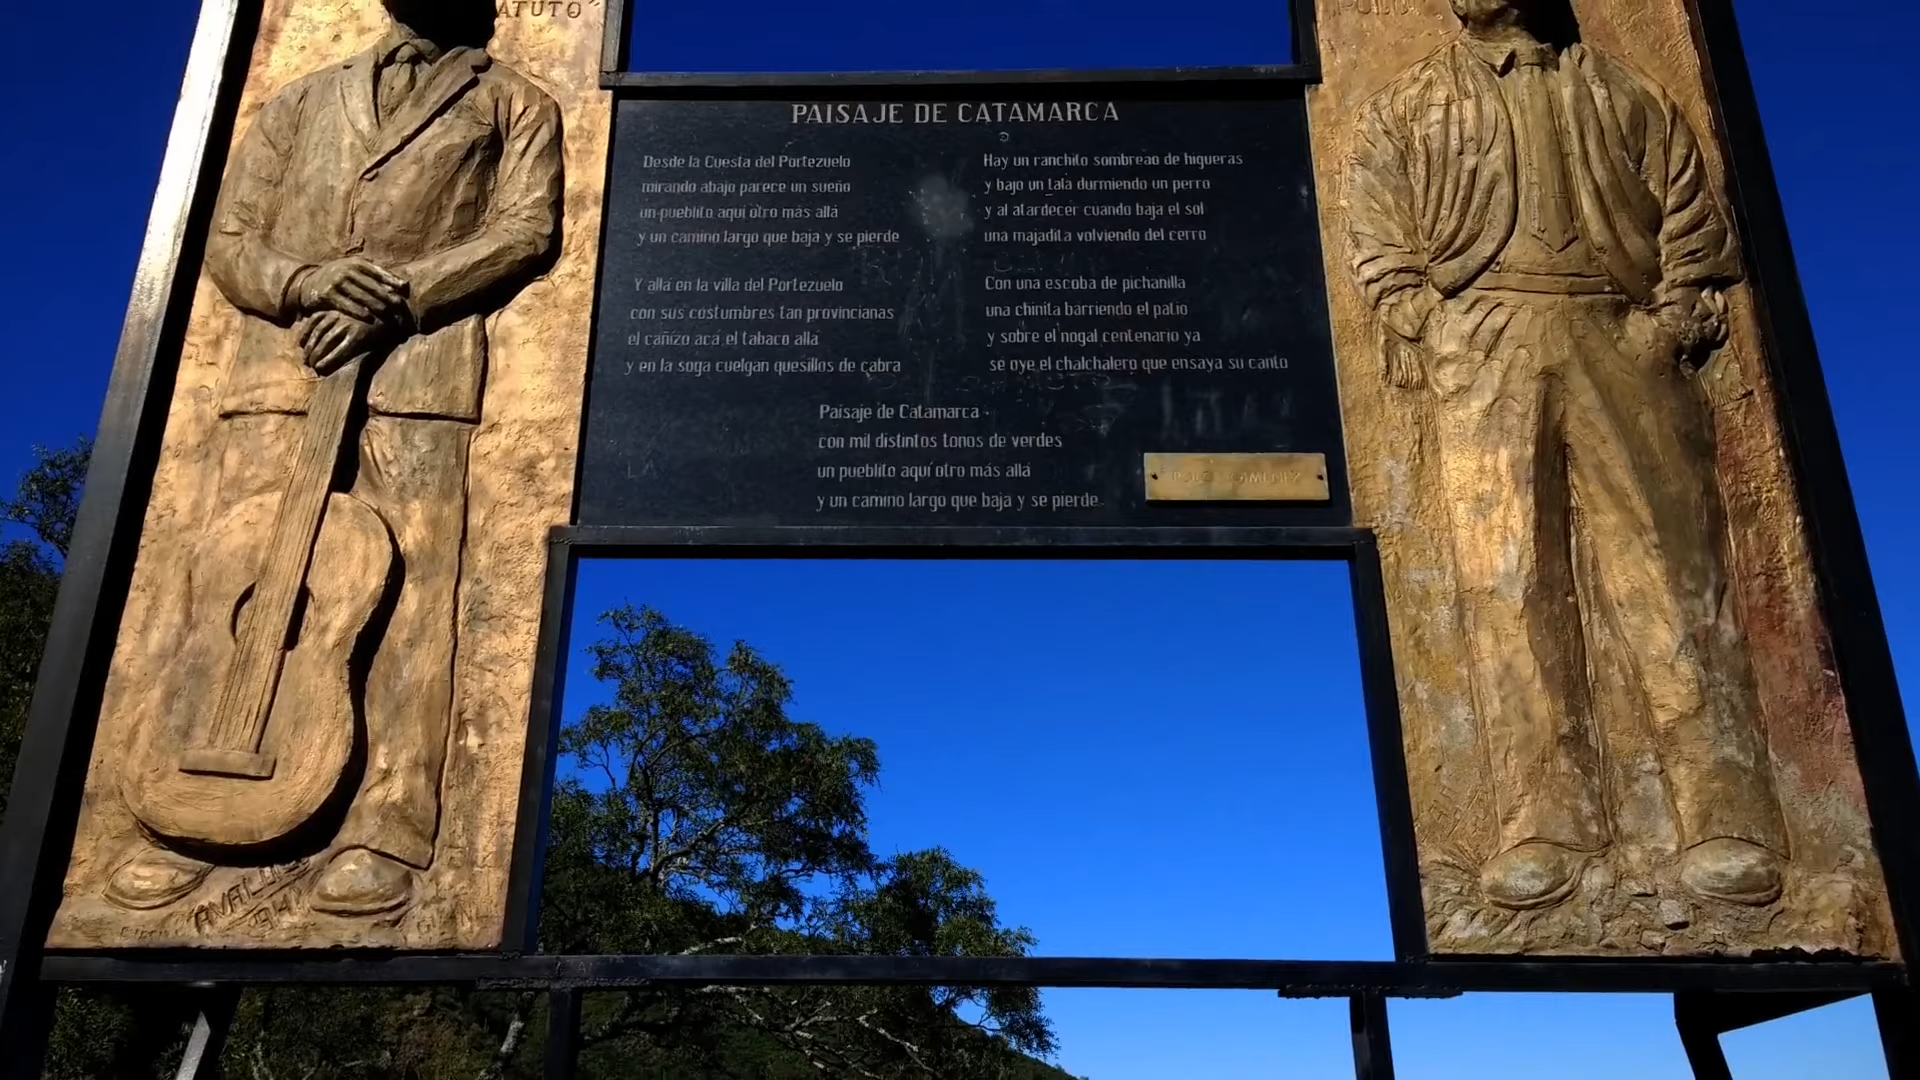 ATUTO"
POLO
PAISAJE DE CATAMARCA
Desde la Cuesta del Portezuelo
mirando abajo parece un sueño
un pueblito aquí otro más allá
y un camino largo que baja y se pierde
Y allá en la villa del Portezuelo
con sus costumbres tan provincianas
el cañizo acá el tabaco allá
y en la soga cuelgan quesillos de cabra
Hay un ranchito sombreao de higueras
y bajo un tala durmiendo un perro
y al atardecer cuando baja el sol
una majadita volviendo del cerro
Con una escoba de pichanilla
una chinita barriendo el patio
y sobre el nogal centenario ya
se oye el chalchalero que ensaya su canto
Paisaje de Catamarca
con mil distintos tonos de verdes
un pueblito aquí otro más allá
y un camino largo que baja y se pierde
POLO GIMENEZ